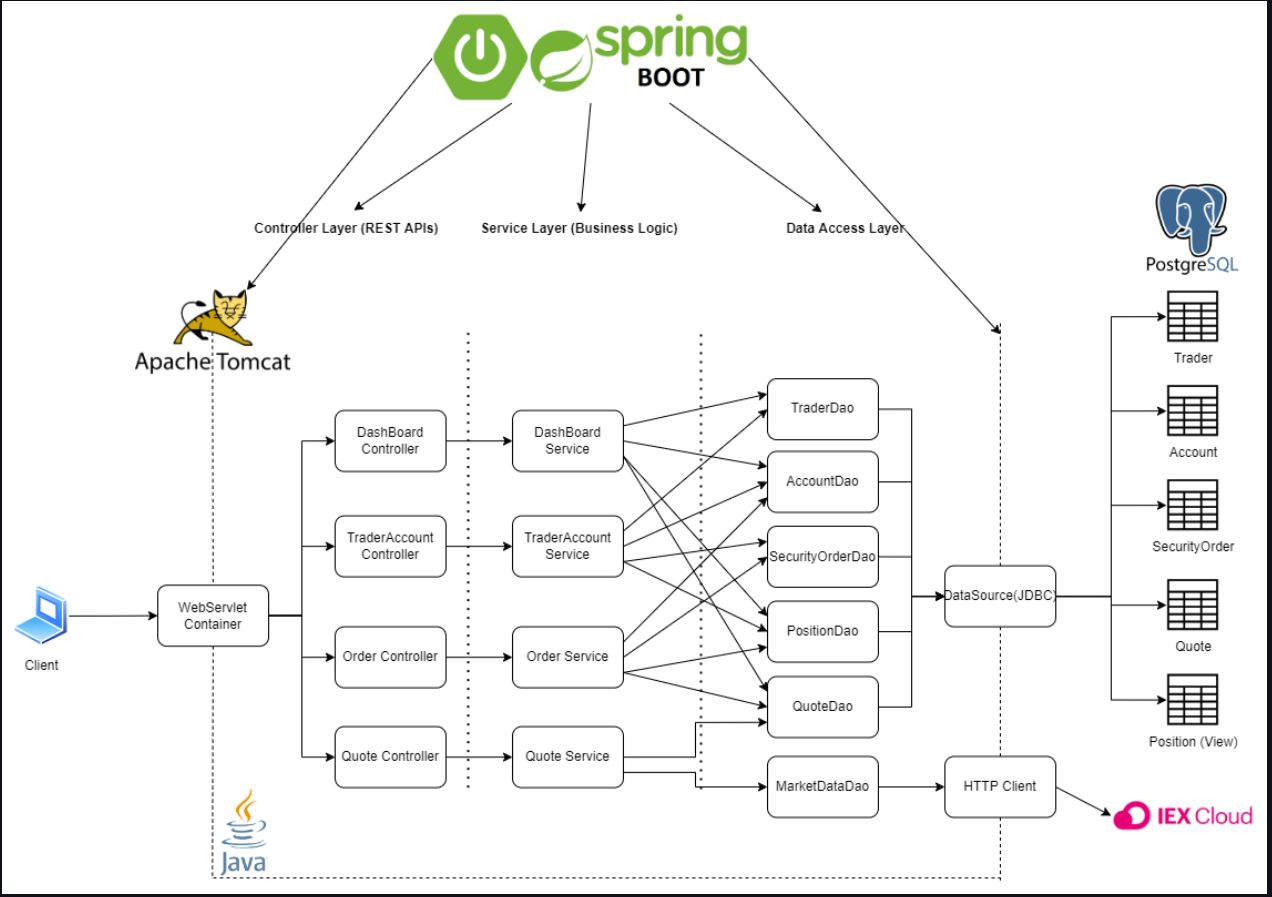 spring
BOOT
Controller Layer (REST APIs)
Service Layer (Business Logic)
Data Access Layer
PostgreSQL
Apache Tomcat
Trader
Account
SecurityOrder
Quote
Position (View)
Client
WebServlet
Container
DashBoard
Controller
TraderAccount
Controller
Order Controller
Quote Controller
DashBoard
Service
TraderAccount
Service
Order Service
Quote Service
TraderDao
AccountDao
SecurityOrderDao
PositionDao
QuoteDao
MarketDataDao
DataSource(JDBC)
HTTP Client
IEX Cloud
Java